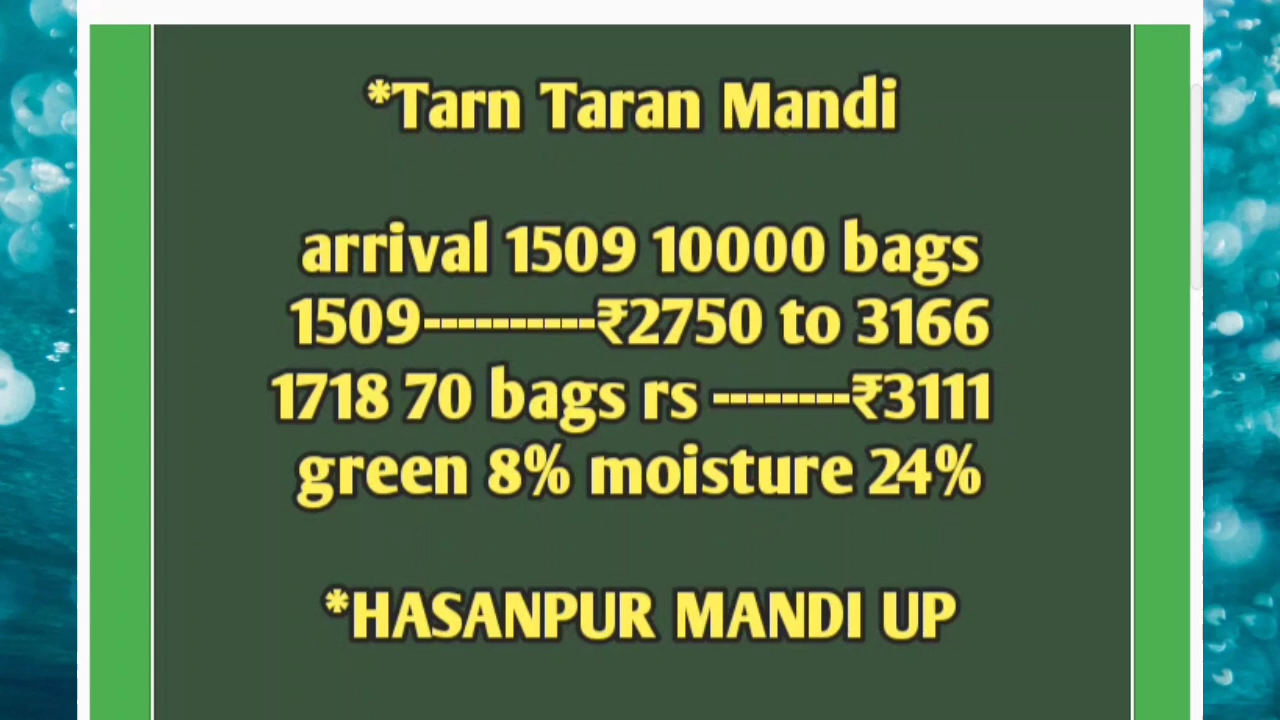 *Tarn Taran Mandi
arrival 1509 10000 bags
1509----------₹2750 to 3166
1718 70 bags rs --------₹3111
green 8% moisture 24%
*HASANPUR MANDI UP